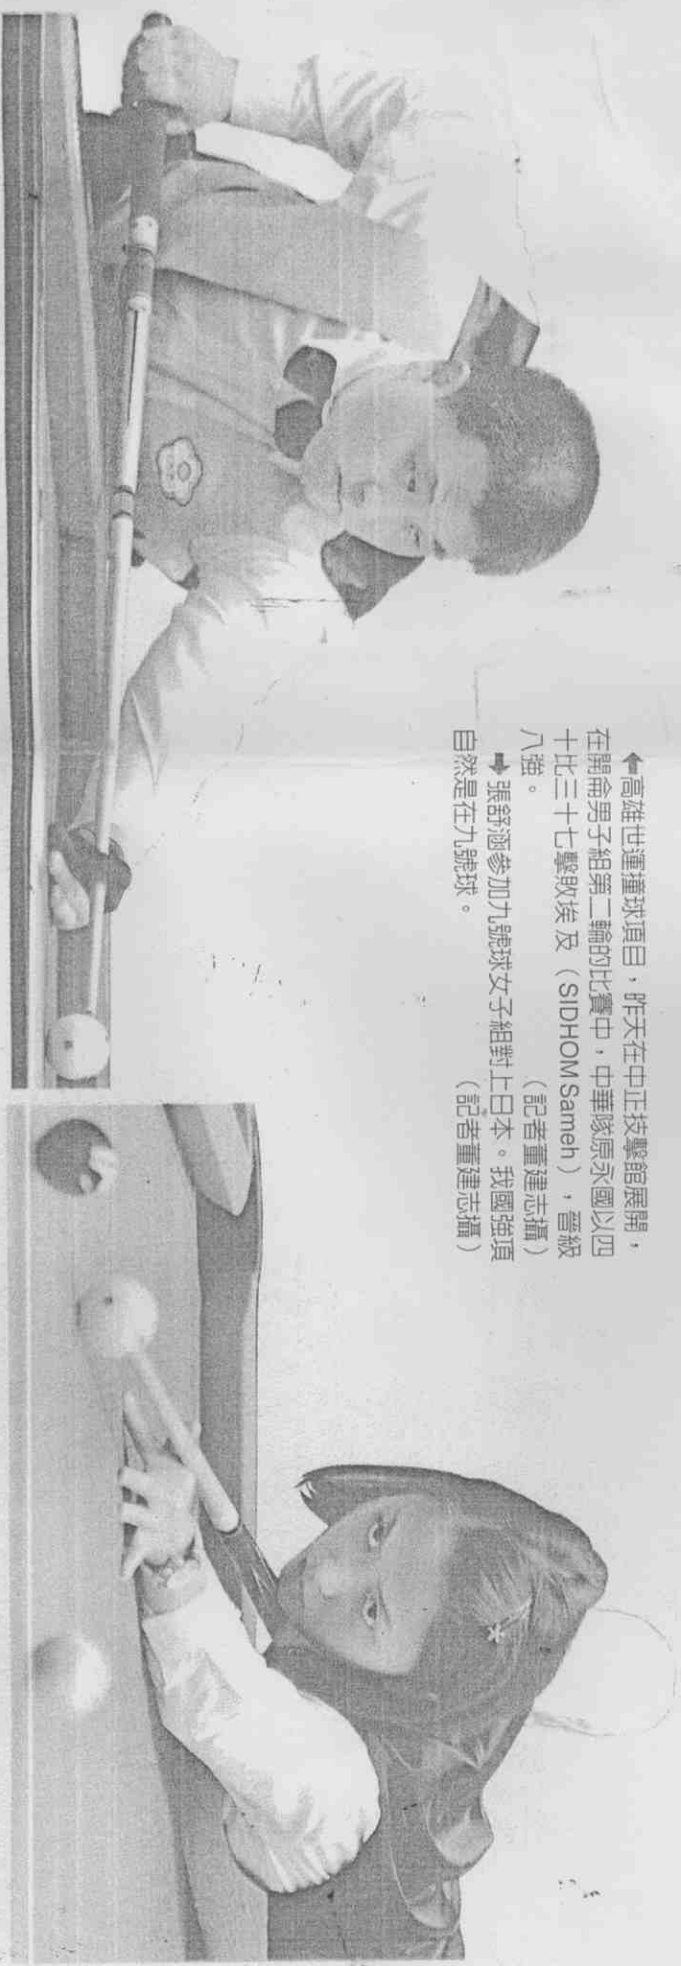 ⬅高雄世運撞球項目，昨天在中正技擊館展開，
在開侖男子組第二輪的比賽中，中華隊原永國以四
十比三十七擊敗埃及（SIDHOM Sameh），晉級
八強。（記者董建志攝）
➡張舒涵參加九號球女子組對上日本。我國強項
自然是在九號球。（記者董建志攝）